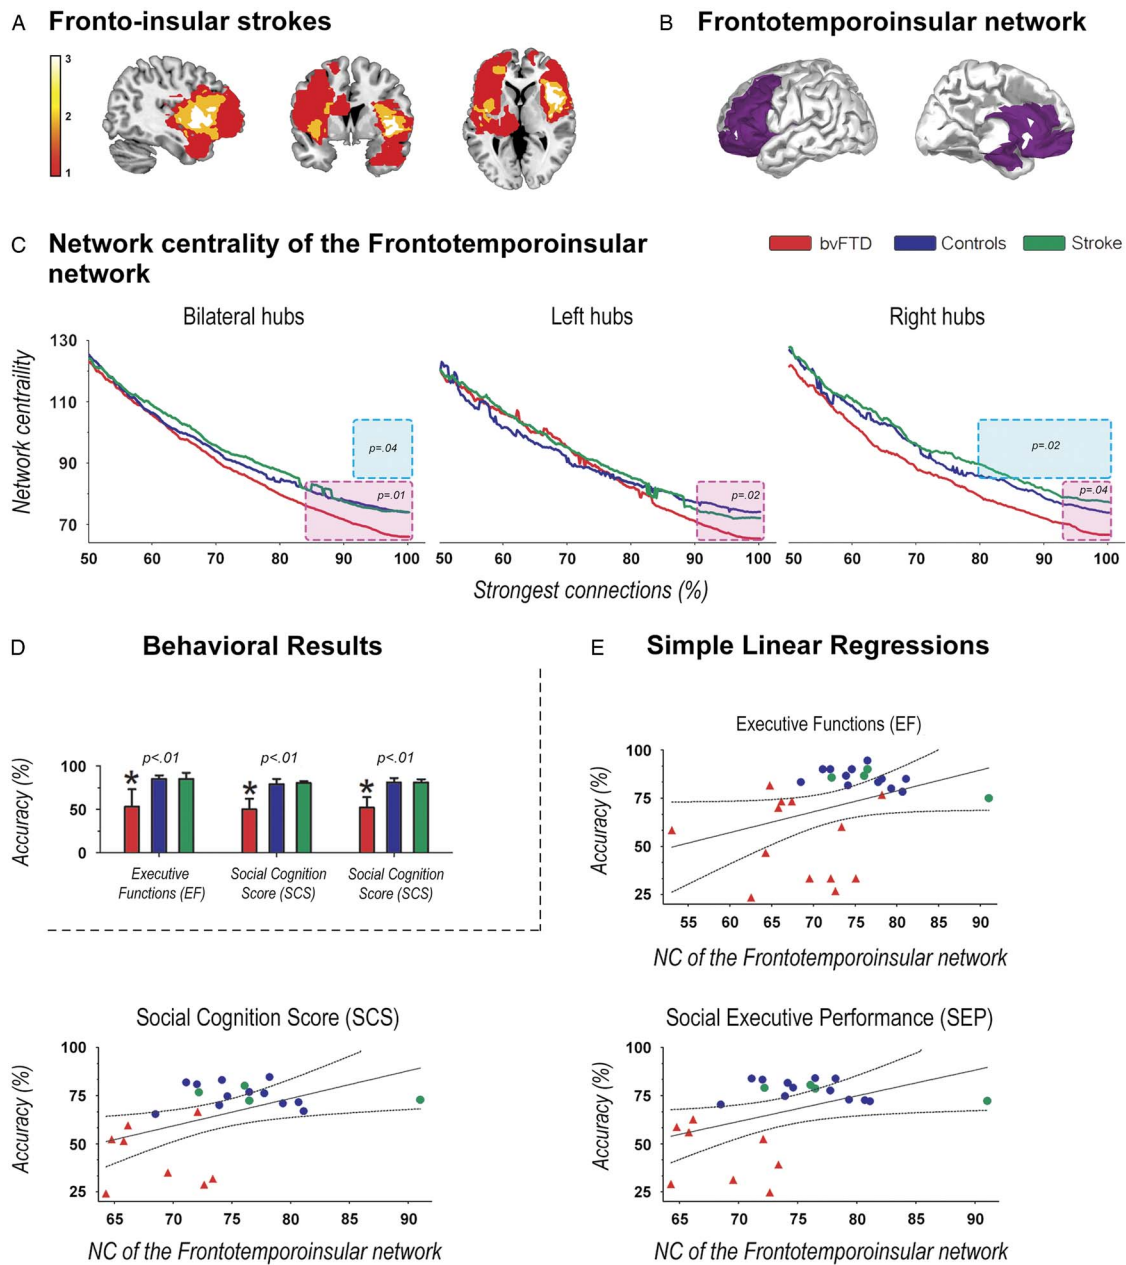 A Fronto-insular strokes
3
2
1
B Frontotemporoinsular network
C Network centrality of the Frontotemporoinsular
network
bvFTD Controls Stroke
Bilateral hubs
Left hubs
Right hubs
Network centraility
130
110
90
70
p=.04
p=.01
p=.02
p=.02
p=.04
50 60 70 80 90 100
50 60 70 80 90 100
50 60 70 80 90 100
Strongest connections (%)
D Behavioral Results
Accuracy (%)
100
50
0
p<.01
p<.01
p<.01
*
*
*
Executive
Functions (EF)
Social Cognition
Score (SCS)
Social Cognition
Score (SCS)
E Simple Linear Regressions
Executive Functions (EF)
Accuracy (%)
100
75
50
25
55 60 65 70 75 80 85 90
NC of the Frontotemporoinsular network
Social Cognition Score (SCS)
Accuracy (%)
100
75
50
25
65 70 75 80 85 90
NC of the Frontotemporoinsular network
Social Executive Performance (SEP)
Accuracy (%)
100
75
50
25
65 70 75 80 85 90
NC of the Frontotemporoinsular network